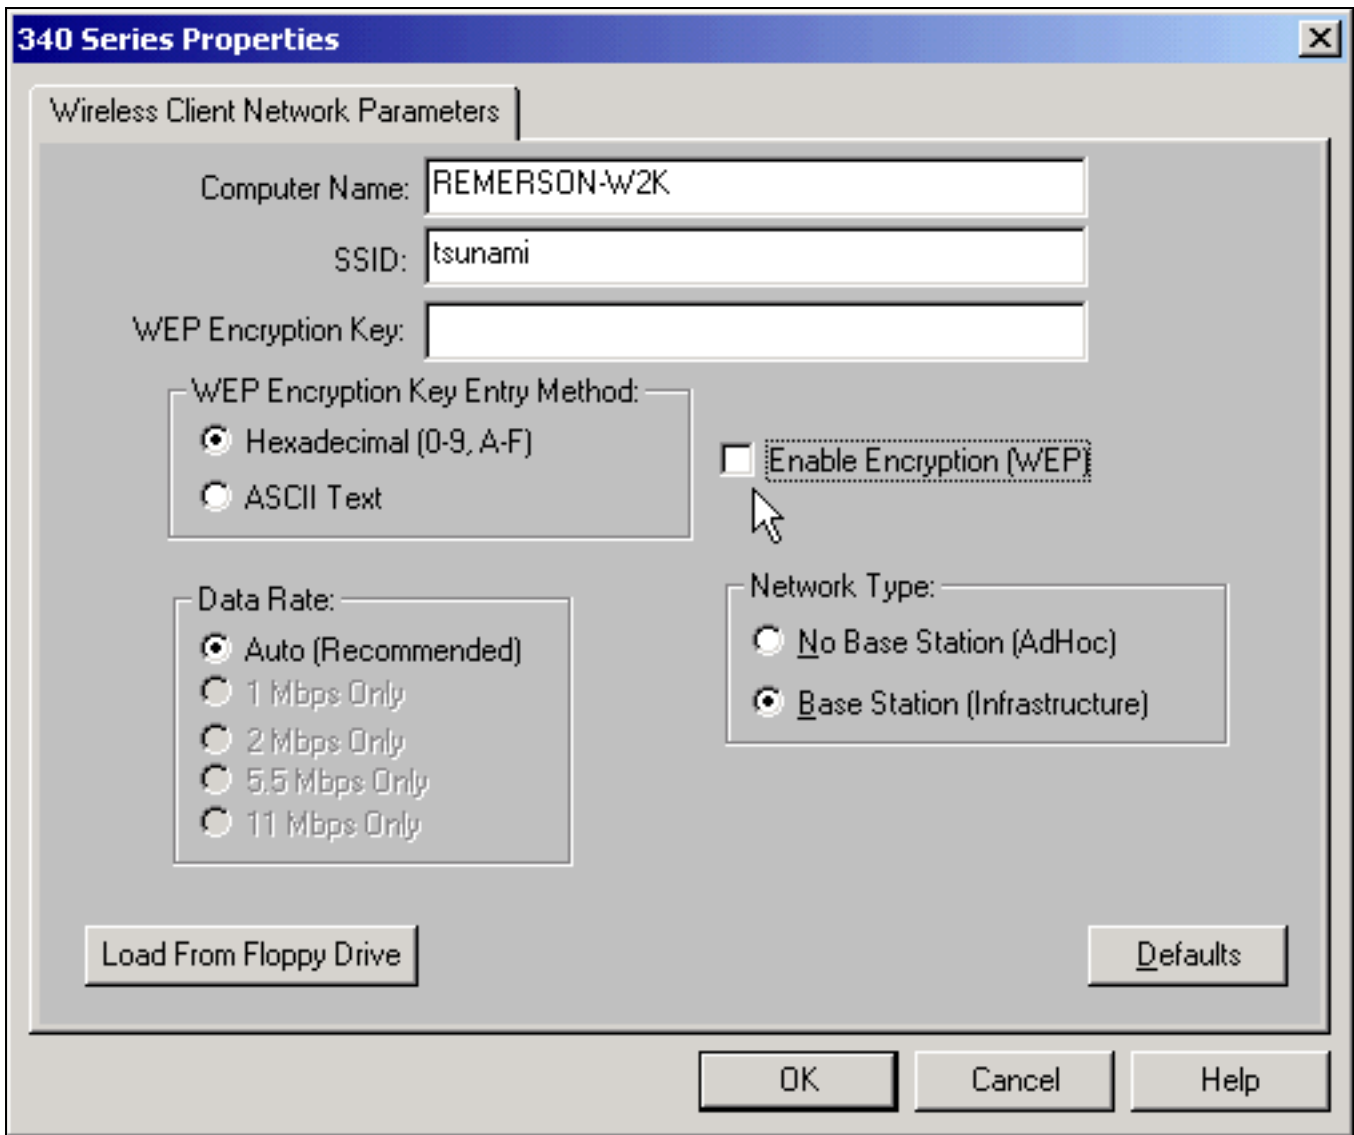 340 Series Properties
Wireless Client Network Parameters
Computer Name: REMERSON-W2K
SSID: tsunami
WEP Encryption Key:
WEP Encryption Key Entry Method:
Hexadecimal (0-9, A-F)
ASCII Text
Enable Encryption (WEP)
Data Rate:
Auto (Recommended)
1 Mbps Only
2 Mbps Only
5.5 Mbps Only
11 Mbps Only
Network Type:
No Base Station (AdHoc)
Base Station (Infrastructure)
Load From Floppy Drive
Defaults
OK Cancel Help